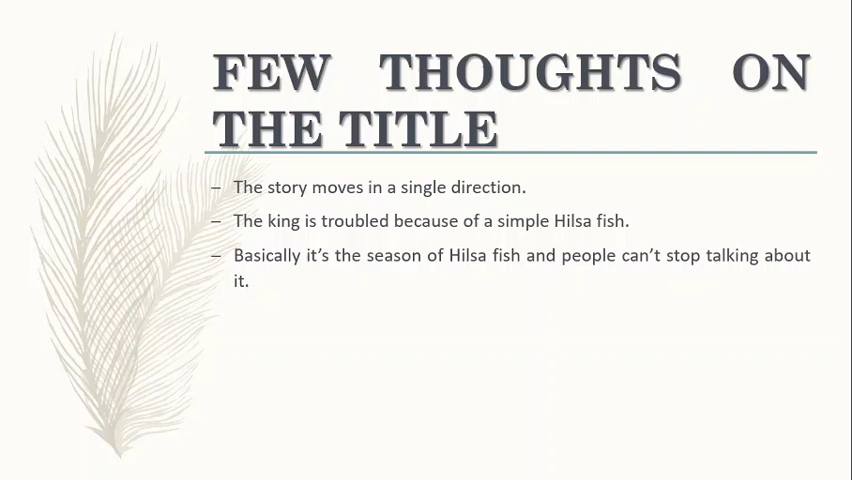 FEW THOUGHTS ON
THE TITLE
– The story moves in a single direction.
– The king is troubled because of a simple Hilsa fish.
– Basically it’s the season of Hilsa fish and people can’t stop talking about
it.